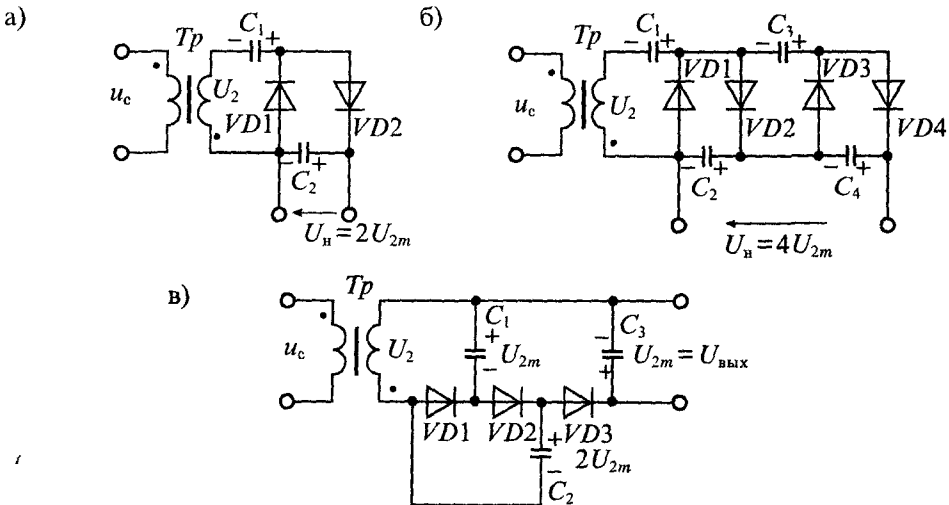 а)
Tp
C₁
− +
uс
U₂
VD1
VD2
− +
C₂
Uн = 2U₂ₘ
б)
Tp
C₁
− +
C₃
− +
uс
U₂
VD1
VD3
VD2
VD4
− +
C₂
− +
C₄
Uн = 4U₂ₘ
в)
Tp
C₁
+
−
C₃
−
+
uс
U₂
U₂ₘ
U₂ₘ = Uвых
VD1
VD2
VD3
+
−
2U₂ₘ
C₂